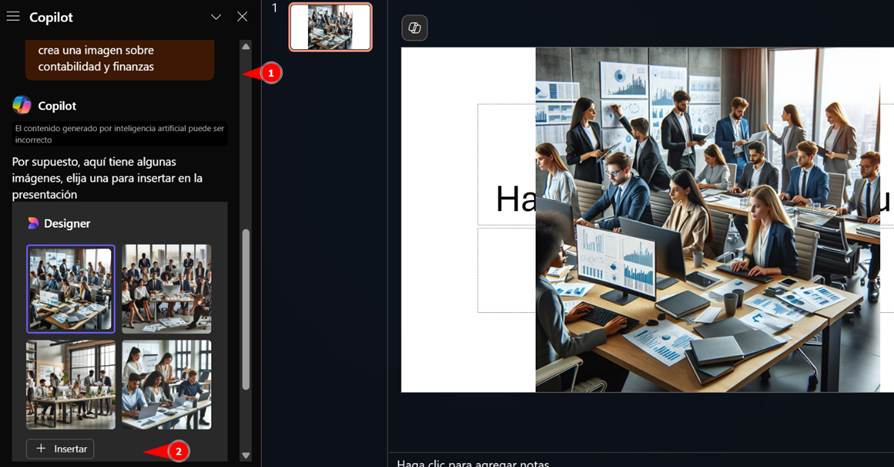 Copilot
1
crea una imagen sobre
contabilidad y finanzas
1
Copilot
El contenido generado por inteligencia artificial puede ser
incorrecto
Por supuesto, aquí tiene algunas
imágenes, elija una para insertar en la
presentación
Designer
+ Insertar
2
Ha
u
Haga clic para agregar notas